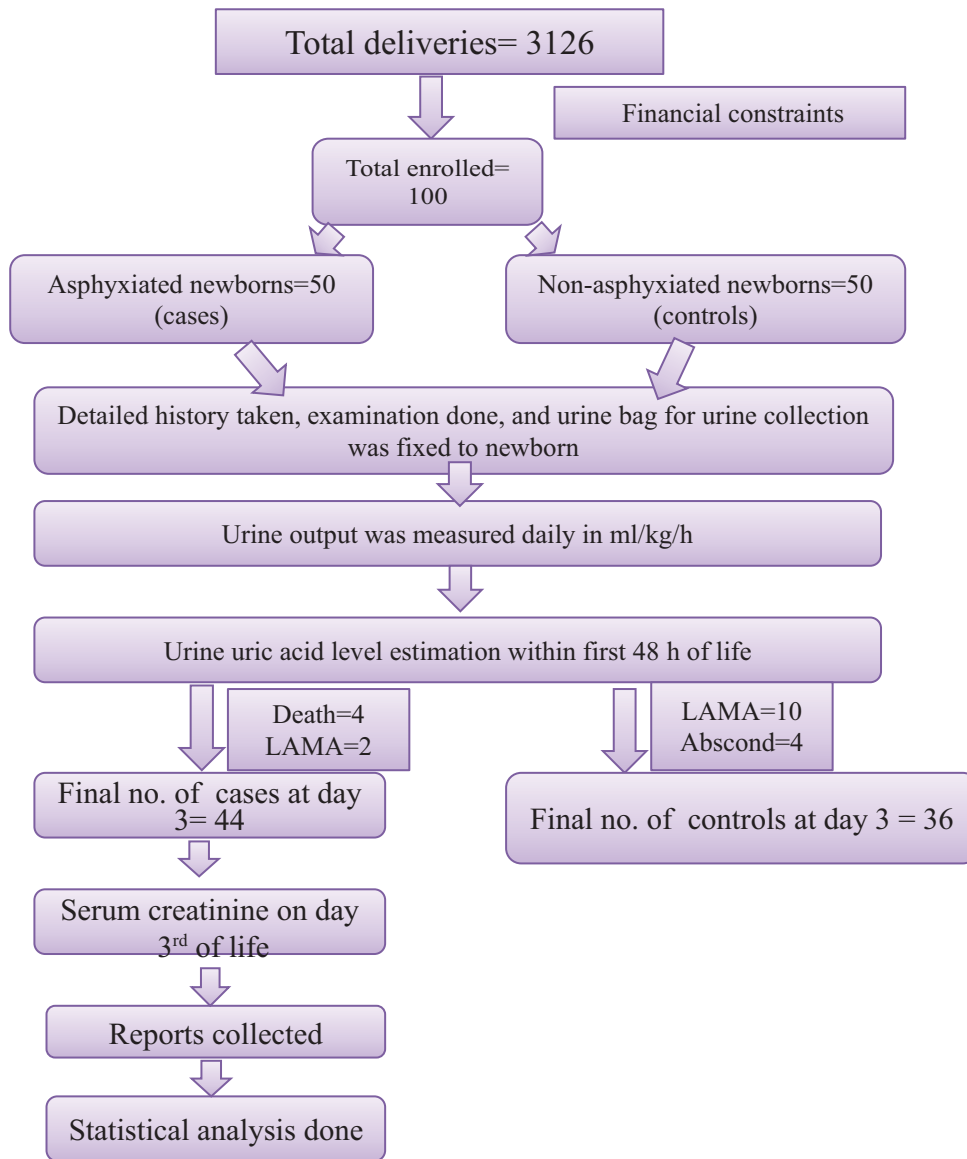 Total deliveries= 3126
Financial constraints
Total enrolled=
100
Asphyxiated newborns=50
(cases)
Non-asphyxiated newborns=50
(controls)
Detailed history taken, examination done, and urine bag for urine collection
was fixed to newborn
Urine output was measured daily in ml/kg/h
Urine uric acid level estimation within first 48 h of life
Death=4
LAMA=2
LAMA=10
Abscond=4
Final no. of cases at day
3= 44
Final no. of controls at day 3 = 36
Serum creatinine on day
3rd of life
Reports collected
Statistical analysis done